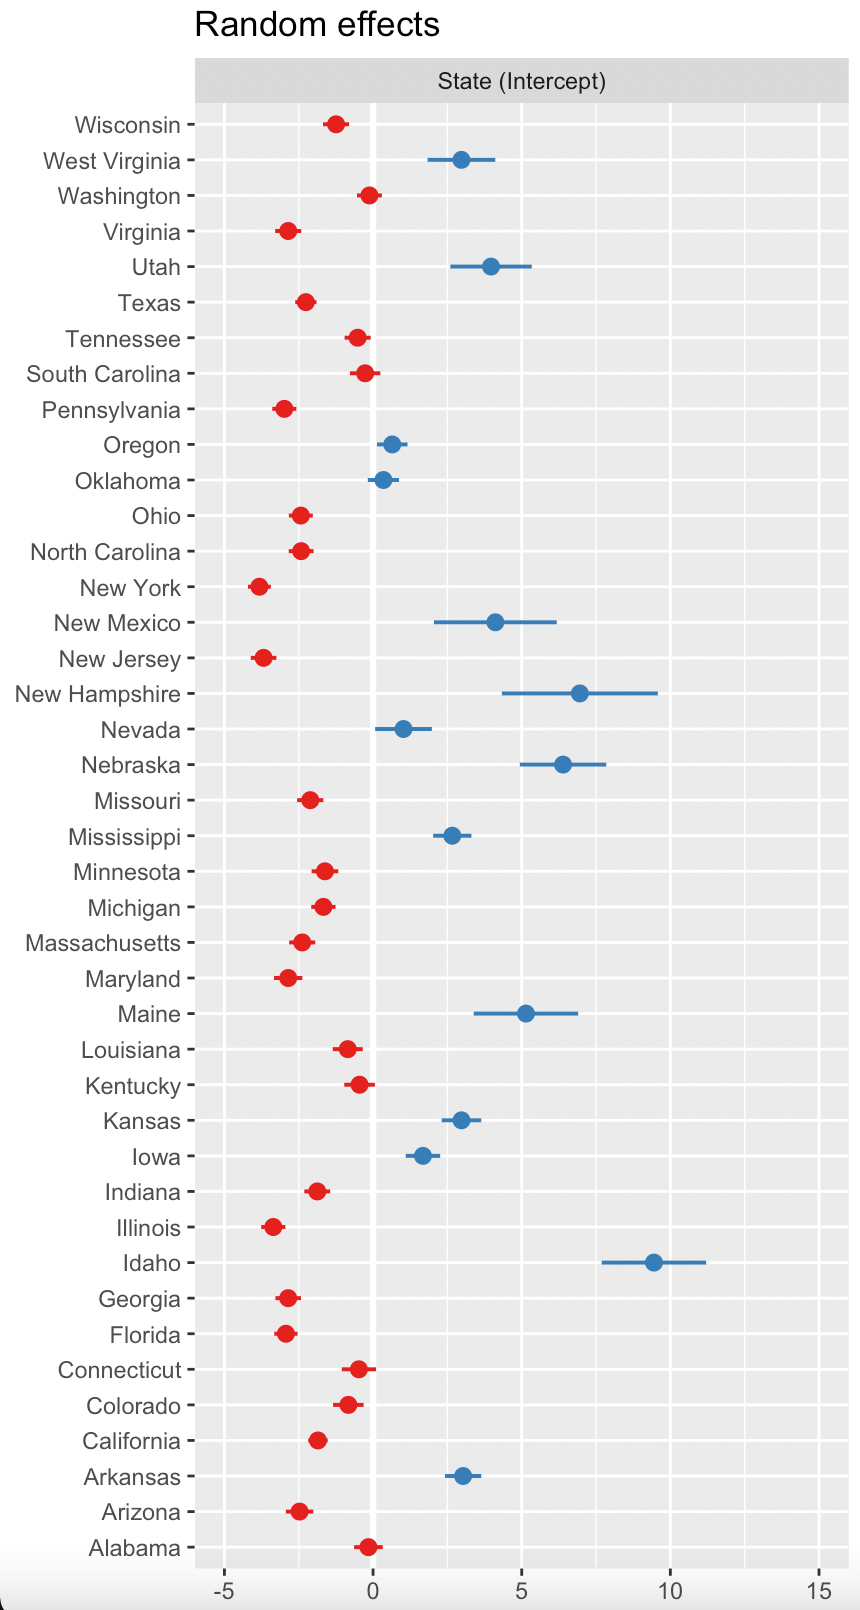 Random effects
State (Intercept)
Wisconsin
West Virginia
Washington
Virginia
Utah
Texas
Tennessee
South Carolina
Pennsylvania
Oregon
Oklahoma
Ohio
North Carolina
New York
New Mexico
New Jersey
New Hampshire
Nevada
Nebraska
Missouri
Mississippi
Minnesota
Michigan
Massachusetts
Maryland
Maine
Louisiana
Kentucky
Kansas
Iowa
Indiana
Illinois
Idaho
Georgia
Florida
Connecticut
Colorado
California
Arkansas
Arizona
Alabama
-5 0 5 10 15